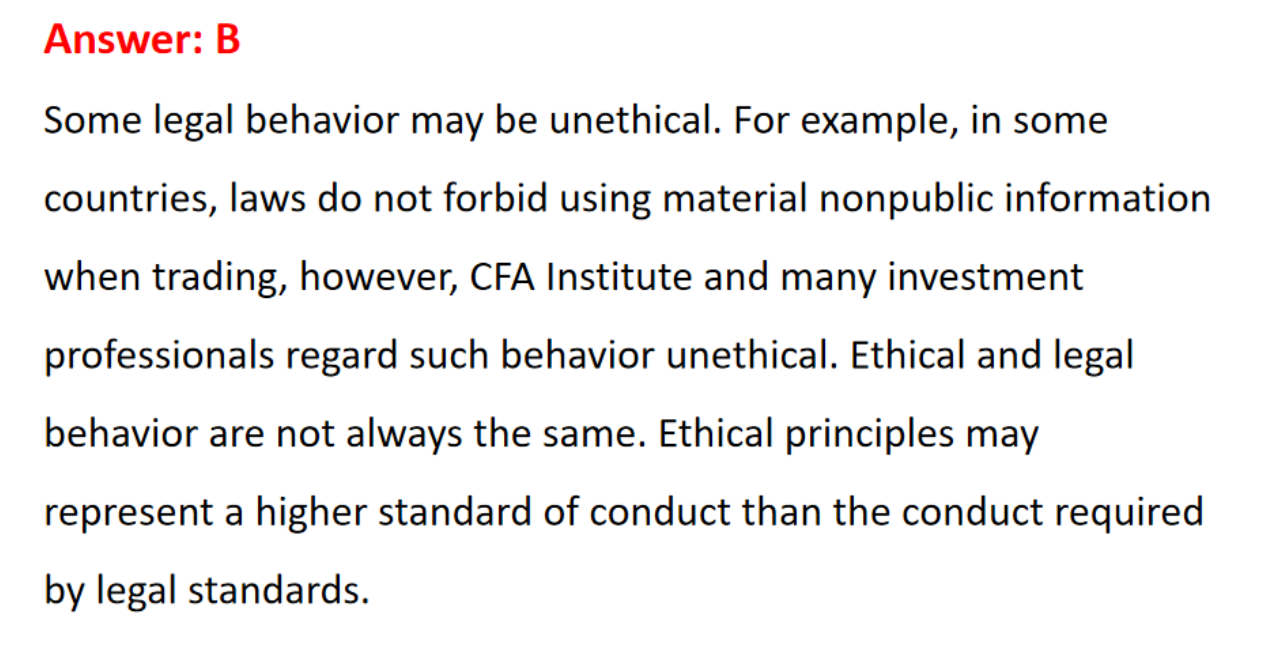 Answer: B
Some legal behavior may be unethical. For example, in some
countries, laws do not forbid using material nonpublic information
when trading, however, CFA Institute and many investment
professionals regard such behavior unethical. Ethical and legal
behavior are not always the same. Ethical principles may
represent a higher standard of conduct than the conduct required
by legal standards.